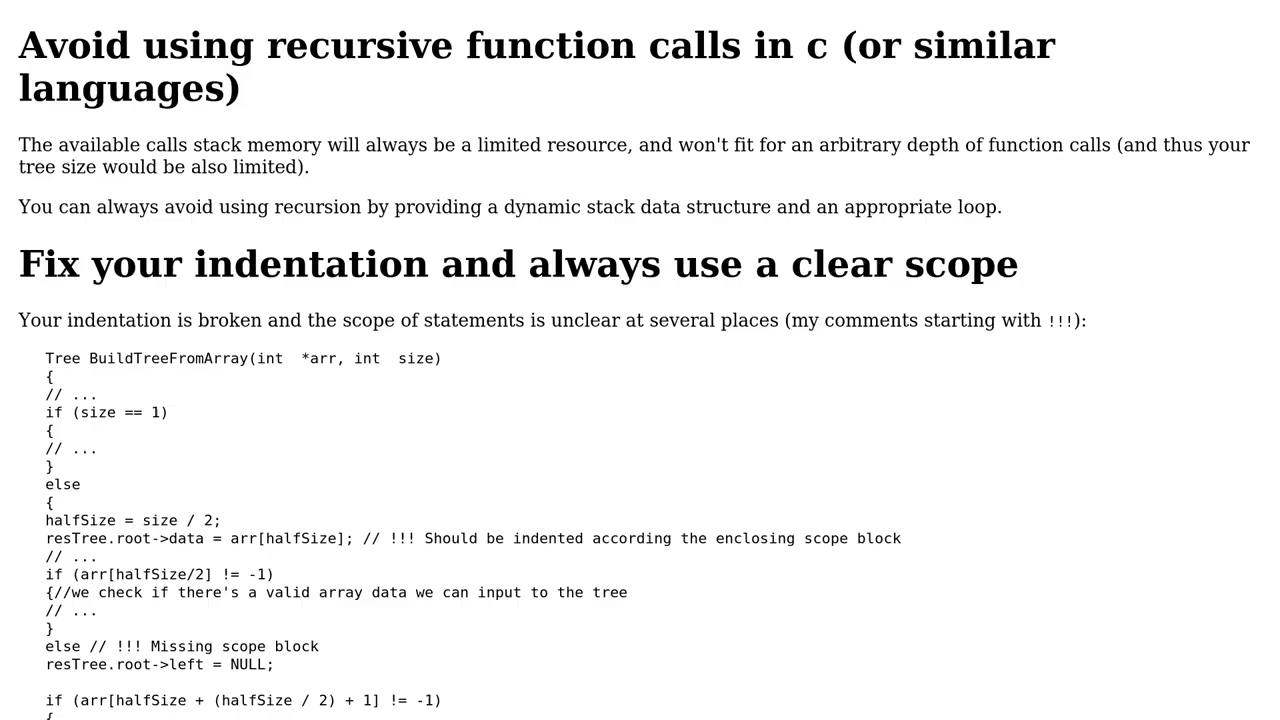 Avoid using recursive function calls in c (or similar
languages)
The available calls stack memory will always be a limited resource, and won't fit for an arbitrary depth of function calls (and thus your
tree size would be also limited).
You can always avoid using recursion by providing a dynamic stack data structure and an appropriate loop.
Fix your indentation and always use a clear scope
Your indentation is broken and the scope of statements is unclear at several places (my comments starting with !!!):
Tree BuildTreeFromArray(int  *arr, int  size)
{
// ...
if (size == 1)
{
// ...
}
else
{
halfSize = size / 2;
resTree.root->data = arr[halfSize]; // !!! Should be indented according the enclosing scope block
// ...
if (arr[halfSize/2] != -1)
{//we check if there's a valid array data we can input to the tree
// ...
}
else // !!! Missing scope block
resTree.root->left = NULL;
if (arr[halfSize + (halfSize / 2) + 1] != -1)
{